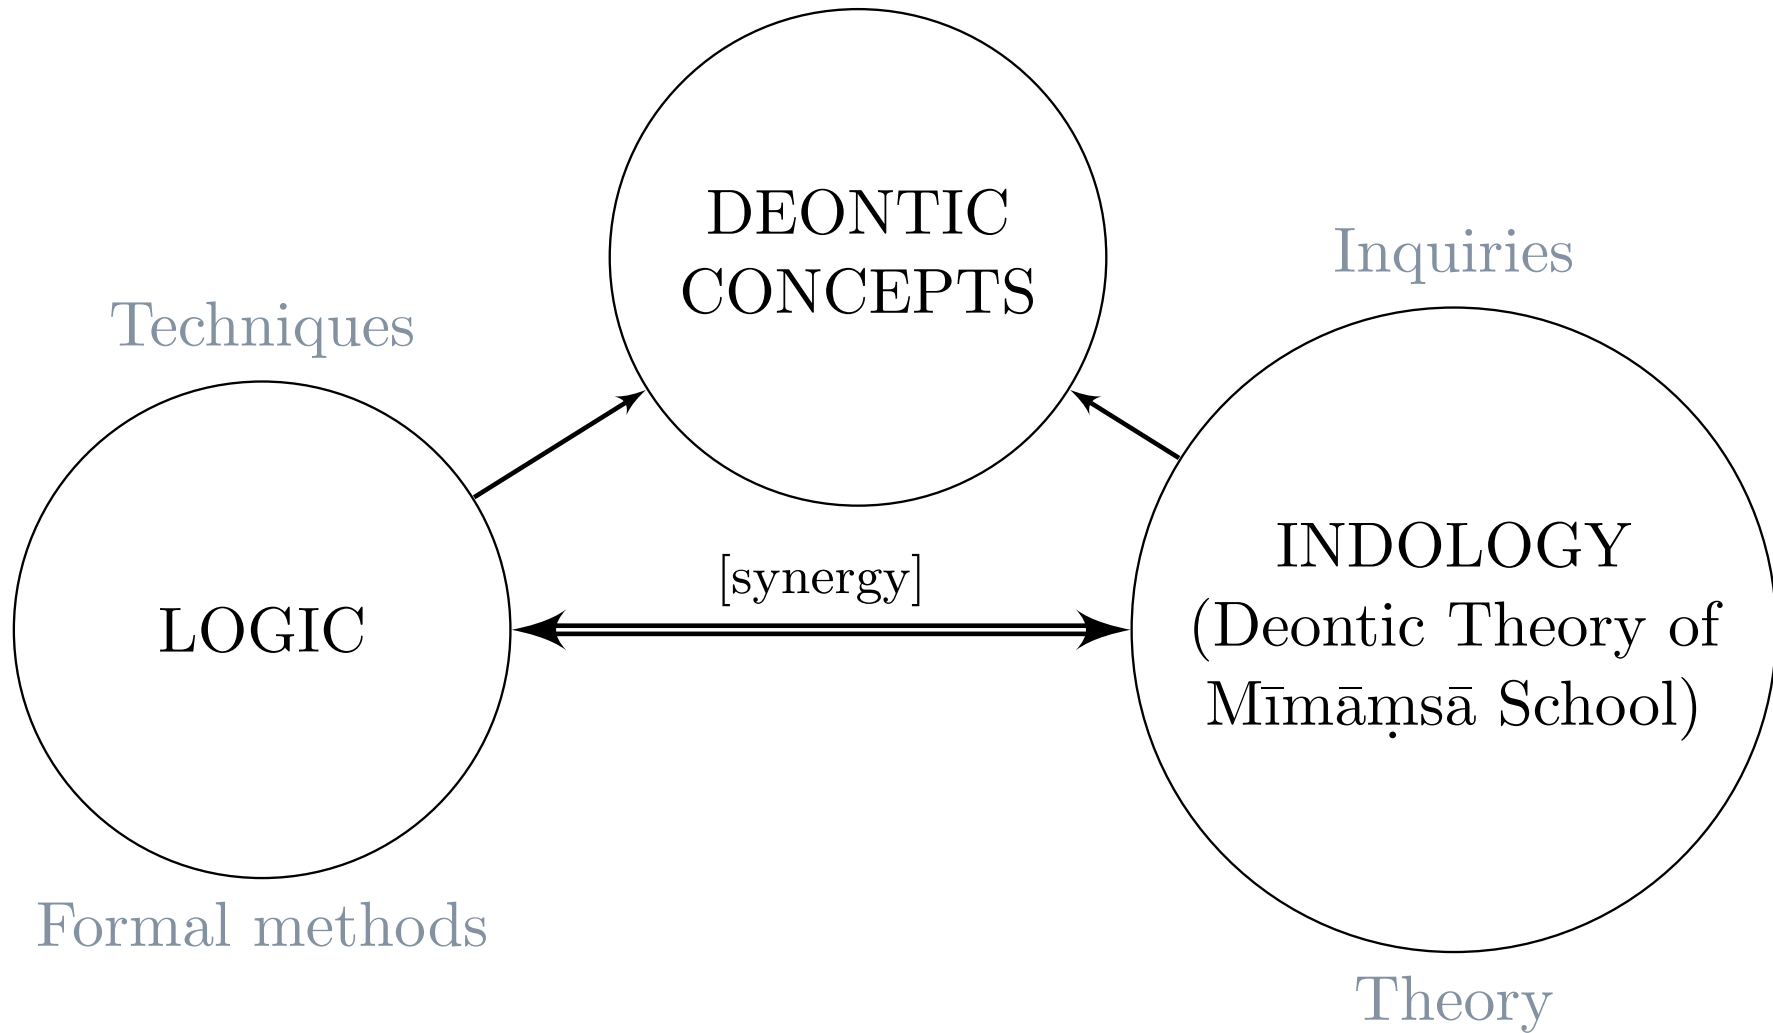 DEONTIC
CONCEPTS
Inquiries
Techniques
[synergy]
LOGIC
INDOLOGY
(Deontic Theory of
Mīmāṃsā School)
Formal methods
Theory